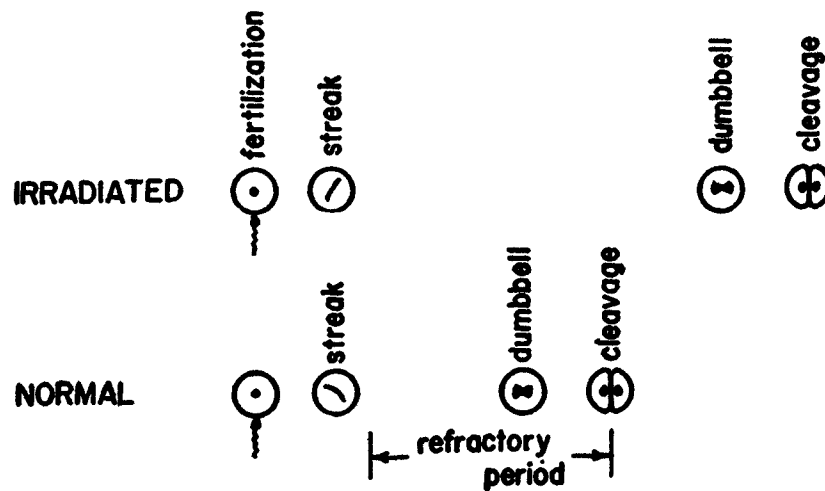 IRRADIATED
fertilization
streak
dumbbell
cleavage
NORMAL
streak
dumbbell
cleavage
refractory
period